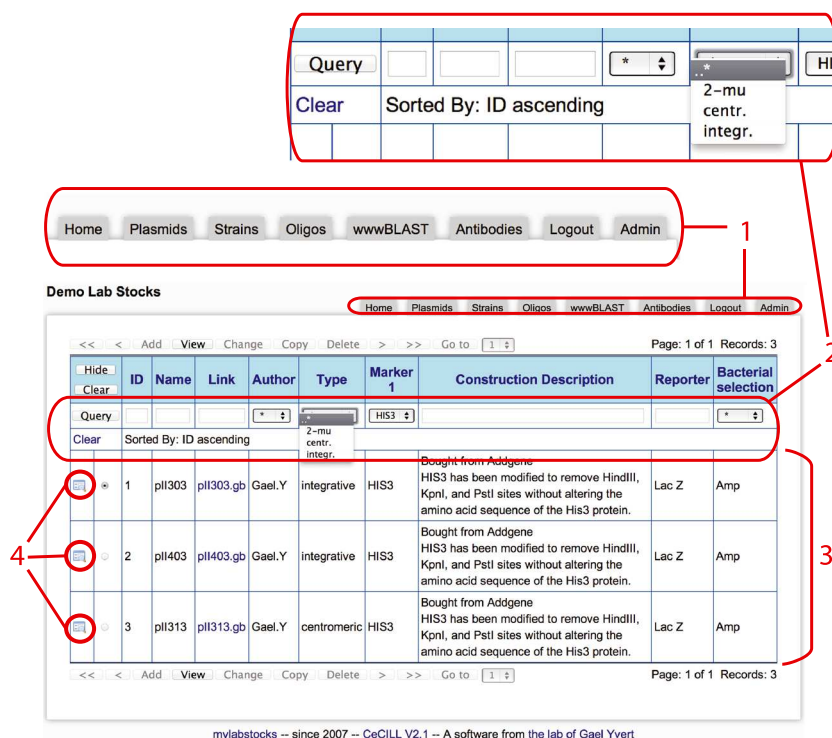 Query * .* HI
2-mu
Clear Sorted By: ID ascending centr.
integr.
Home Plasmids Strains Oligos wwwBLAST Antibodies Logout Admin 1
Demo Lab Stocks
Home Plasmids Strains Oligos wwwBLAST Antibodies Logout Admin
<< < Add View Change Copy Delete > >> Go to 1 Page: 1 of 1 Records: 3
2
Hide
Clear
ID Name Link Author Type Marker 1 Construction Description Reporter Bacterial selection
Query * .* HIS3 *
2-mu
Clear Sorted By: ID ascending centr.
integr.
Bought from Addgene
1 pII303 pII303.gb Gael.Y integrative HIS3 HIS3 has been modified to remove HindIII, Lac Z Amp
KpnI, and PstI sites without altering the
amino acid sequence of the His3 protein.
4
Bought from Addgene
2 pII403 pII403.gb Gael.Y integrative HIS3 HIS3 has been modified to remove HindIII, Lac Z Amp
KpnI, and PstI sites without altering the
amino acid sequence of the His3 protein.
3
Bought from Addgene
3 pII313 pII313.gb Gael.Y centromeric HIS3 HIS3 has been modified to remove HindIII, Lac Z Amp
KpnI, and PstI sites without altering the
amino acid sequence of the His3 protein.
<< < Add View Change Copy Delete > >> Go to 1 Page: 1 of 1 Records: 3
mylabstocks -- since 2007 -- CeCILL V2.1 -- A software from the lab of Gael Yvert